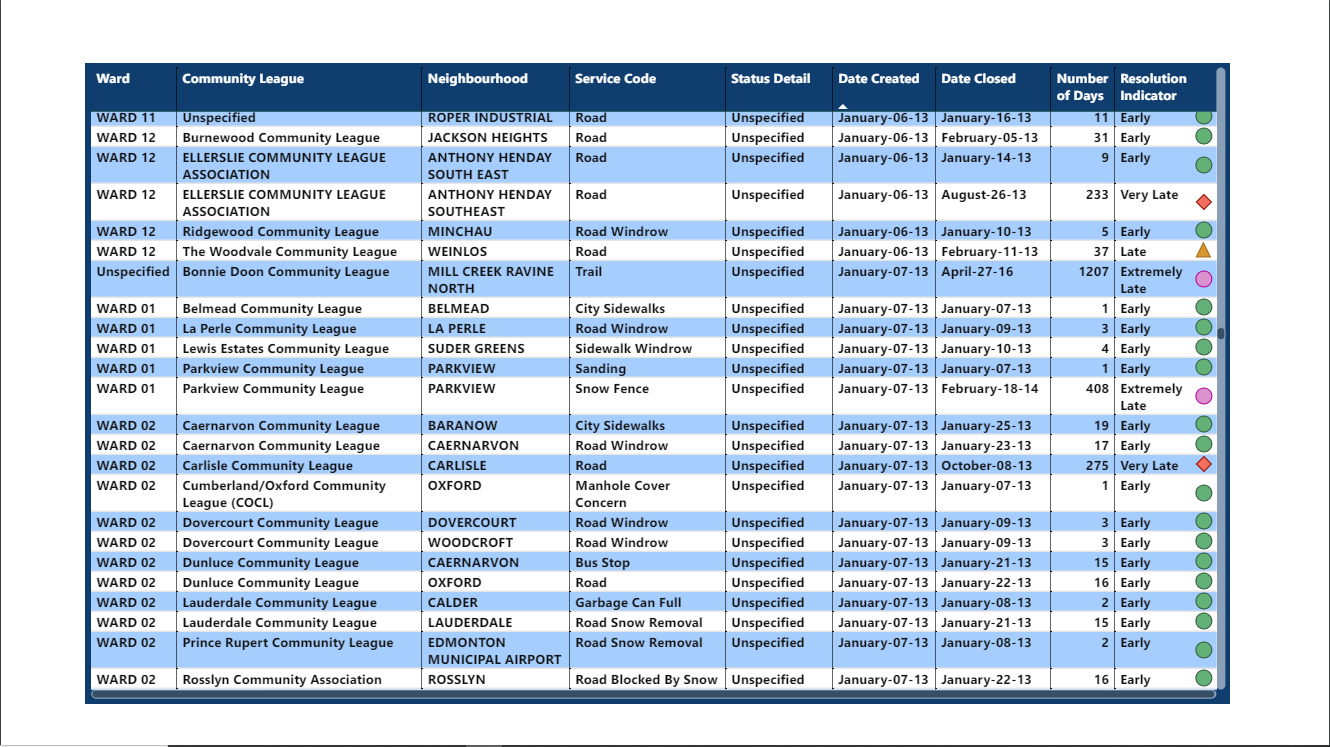 Ward Community League Neighbourhood Service Code Status Detail Date Created Date Closed Number of Days Resolution Indicator
WARD 11 Unspecified ROPER INDUSTRIAL Road Unspecified January-06-13 January-16-13 11 Early
WARD 12 Burnewood Community League JACKSON HEIGHTS Road Unspecified January-06-13 February-05-13 31 Early
WARD 12 ELLERSLIE COMMUNITY LEAGUE ASSOCIATION ANTHONY HENDAY SOUTH EAST Road Unspecified January-06-13 January-14-13 9 Early
WARD 12 ELLERSLIE COMMUNITY LEAGUE ASSOCIATION ANTHONY HENDAY SOUTHEAST Road Unspecified January-06-13 August-26-13 233 Very Late
WARD 12 Ridgewood Community League MINCHAU Road Windrow Unspecified January-06-13 January-10-13 5 Early
WARD 12 The Woodvale Community League WEINLOS Road Unspecified January-06-13 February-11-13 37 Late
Unspecified Bonnie Doon Community League MILL CREEK RAVINE NORTH Trail Unspecified January-07-13 April-27-16 1207 Extremely Late
WARD 01 Belmead Community League BELMEAD City Sidewalks Unspecified January-07-13 January-07-13 1 Early
WARD 01 La Perle Community League LA PERLE Road Windrow Unspecified January-07-13 January-09-13 3 Early
WARD 01 Lewis Estates Community League SUDER GREENS Sidewalk Windrow Unspecified January-07-13 January-10-13 4 Early
WARD 01 Parkview Community League PARKVIEW Sanding Unspecified January-07-13 January-07-13 1 Early
WARD 01 Parkview Community League PARKVIEW Snow Fence Unspecified January-07-13 February-18-14 408 Extremely Late
WARD 02 Caernarvon Community League BARANOW City Sidewalks Unspecified January-07-13 January-25-13 19 Early
WARD 02 Caernarvon Community League CAERNARVON Road Windrow Unspecified January-07-13 January-23-13 17 Early
WARD 02 Carlisle Community League CARLISLE Road Unspecified January-07-13 October-08-13 275 Very Late
WARD 02 Cumberland/Oxford Community League (COCL) OXFORD Manhole Cover Concern Unspecified January-07-13 January-07-13 1 Early
WARD 02 Dovercourt Community League DOVERCOURT Road Windrow Unspecified January-07-13 January-09-13 3 Early
WARD 02 Dovercourt Community League WOODCROFT Road Windrow Unspecified January-07-13 January-09-13 3 Early
WARD 02 Dunluce Community League CAERNARVON Bus Stop Unspecified January-07-13 January-21-13 15 Early
WARD 02 Dunluce Community League OXFORD Road Unspecified January-07-13 January-22-13 16 Early
WARD 02 Lauderdale Community League CALDER Garbage Can Full Unspecified January-07-13 January-08-13 2 Early
WARD 02 Lauderdale Community League LAUDERDALE Road Snow Removal Unspecified January-07-13 January-21-13 15 Early
WARD 02 Prince Rupert Community League EDMONTON MUNICIPAL AIRPORT Road Snow Removal Unspecified January-07-13 January-08-13 2 Early
WARD 02 Rosslyn Community Association ROSSLYN Road Blocked By Snow Unspecified January-07-13 January-22-13 16 Early